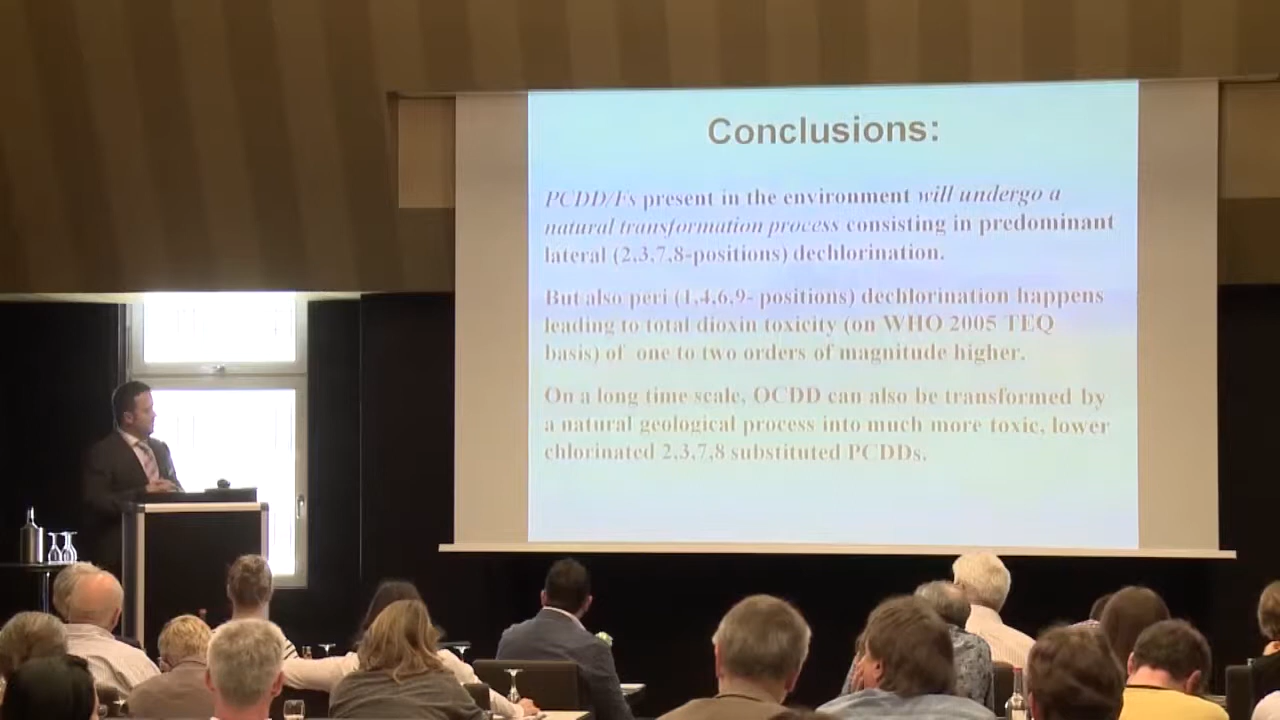 Conclusions:
PCDD/Fs present in the environment will undergo a
natural transformation process consisting in predominant
lateral (2,3,7,8-positions) dechlorination.
But also peri (1,4,6,9- positions) dechlorination happens
leading to total dioxin toxicity (on WHO 2005 TEQ
basis) of one to two orders of magnitude higher.
On a long time scale, OCDD can also be transformed by
a natural geological process into much more toxic, lower
chlorinated 2,3,7,8 substituted PCDDs.